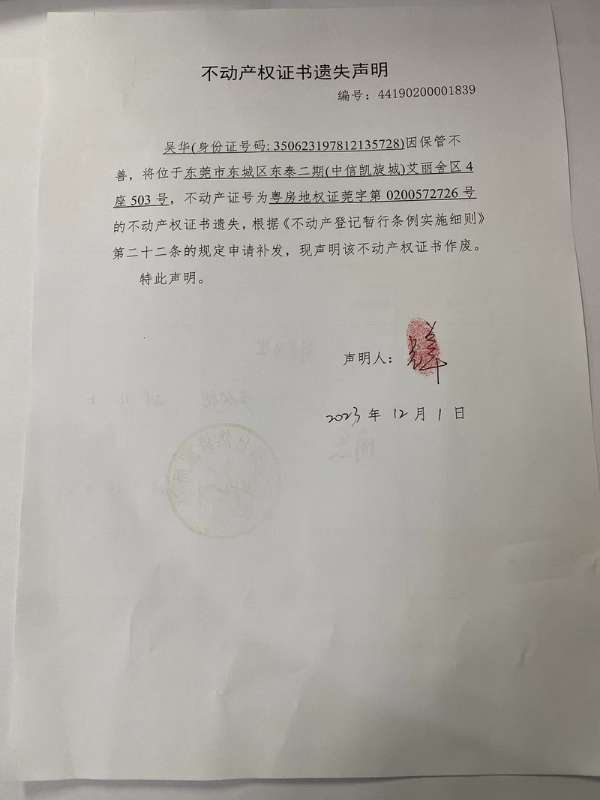 不动产权证书遗失声明
编号：44190200001839
吴华(身份证号码:350623197812135728)因保管不
善，将位于东莞市东城区东泰二期(中信凯旋城)艾丽舍区4
座503号，不动产证号为粤房地权证莞字第0200572726号
的不动产权证书遗失，根据《不动产登记暂行条例实施细则》
第二十二条的规定申请补发，现声明该不动产权证书作废。
特此声明。
声明人：吴华
2023年12月1日